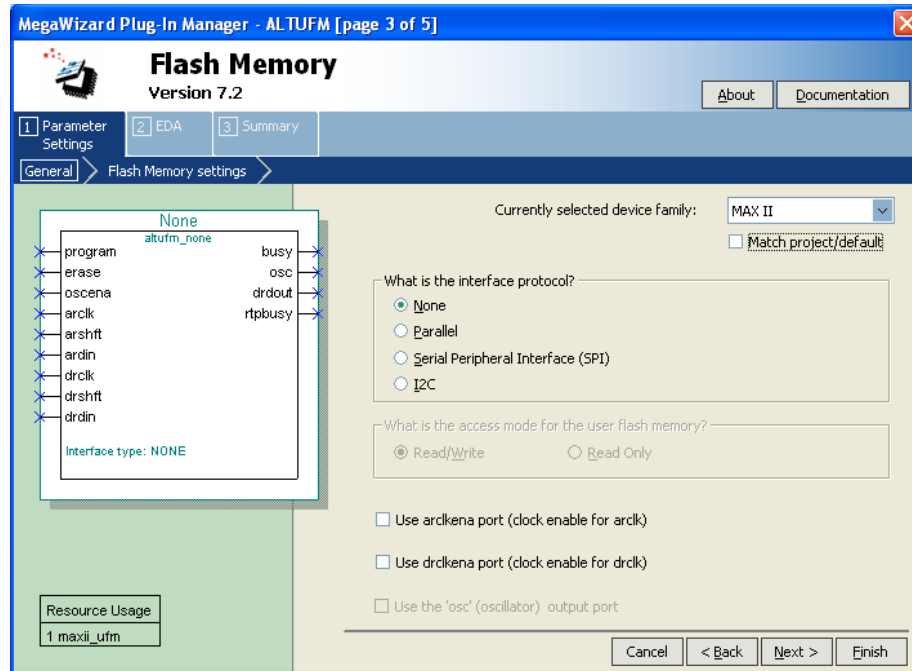 MegaWizard Plug-In Manager - ALTUFM [page 3 of 5]
Flash Memory
Version 7.2
About
Documentation
1 Parameter Settings
2 EDA
3 Summary
General
Flash Memory settings
None
altufm_none
program
erase
oscena
arclk
arshft
ardin
drclk
drshft
drdin
busy
osc
drdout
rtpbusy
Interface type: NONE
Resource Usage
1 maxii_ufm
Currently selected device family:
MAX II
Match project/default
What is the interface protocol?
None
Parallel
Serial Peripheral Interface (SPI)
I2C
What is the access mode for the user flash memory?
Read/Write
Read Only
Use arclkena port (clock enable for arclk)
Use drclkena port (clock enable for drclk)
Use the 'osc' (oscillator) output port
Cancel
< Back
Next >
Finish